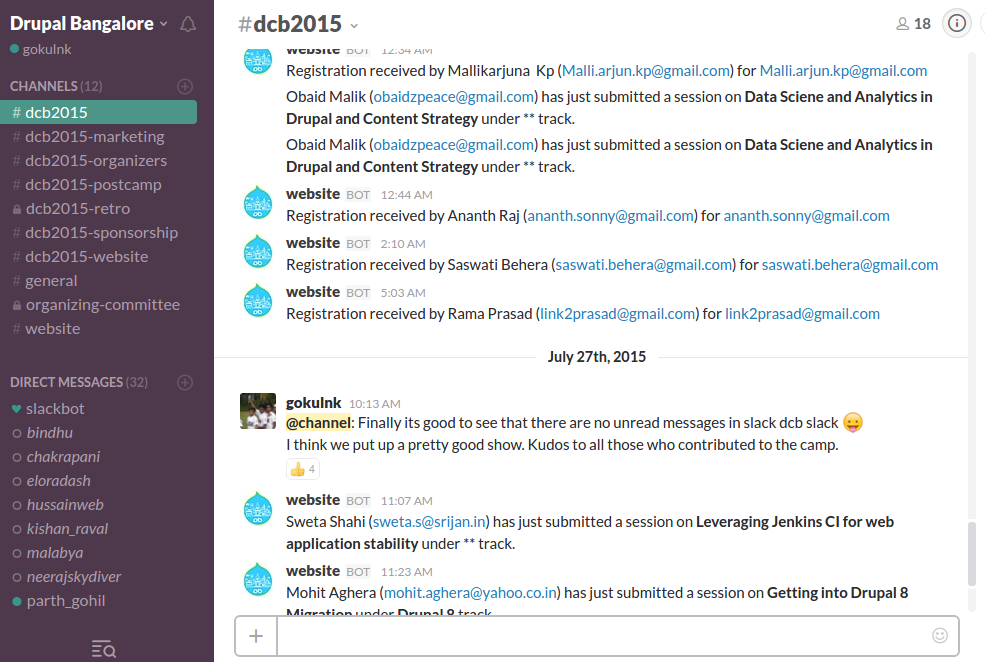 Drupal Bangalore
gokulnk
CHANNELS (12)
# dcb2015
# dcb2015-marketing
# dcb2015-organizers
# dcb2015-postcamp
dcb2015-retro
# dcb2015-sponsorship
# dcb2015-website
# general
organizing-committee
# website
DIRECT MESSAGES (32)
slackbot
bindhu
chakrapani
eloradash
hussainweb
kishan_raval
malabya
neerajskydiver
parth_gohil
#dcb2015
18
website BOT 12:34 AM
Registration received by Mallikarjuna Kp (Malli.arjun.kp@gmail.com) for Malli.arjun.kp@gmail.com
Obaid Malik (obaidzpeace@gmail.com) has just submitted a session on Data Sciene and Analytics in
Drupal and Content Strategy under ** track.
Obaid Malik (obaidzpeace@gmail.com) has just submitted a session on Data Sciene and Analytics in
Drupal and Content Strategy under ** track.
website BOT 12:44 AM
Registration received by Ananth Raj (ananth.sonny@gmail.com) for ananth.sonny@gmail.com
website BOT 2:10 AM
Registration received by Saswati Behera (saswati.behera@gmail.com) for saswati.behera@gmail.com
website BOT 5:03 AM
Registration received by Rama Prasad (link2prasad@gmail.com) for link2prasad@gmail.com
July 27th, 2015
gokulnk 10:13 AM
@channel: Finally its good to see that there are no unread messages in slack dcb slack 😛
I think we put up a pretty good show. Kudos to all those who contributed to the camp.
👍 4
website BOT 11:07 AM
Sweta Shahi (sweta.s@srijan.in) has just submitted a session on Leveraging Jenkins CI for web
application stability under ** track.
website BOT 11:23 AM
Mohit Aghera (mohit.aghera@yahoo.co.in) has just submitted a session on Getting into Drupal 8
Migration under Drupal 8 track.